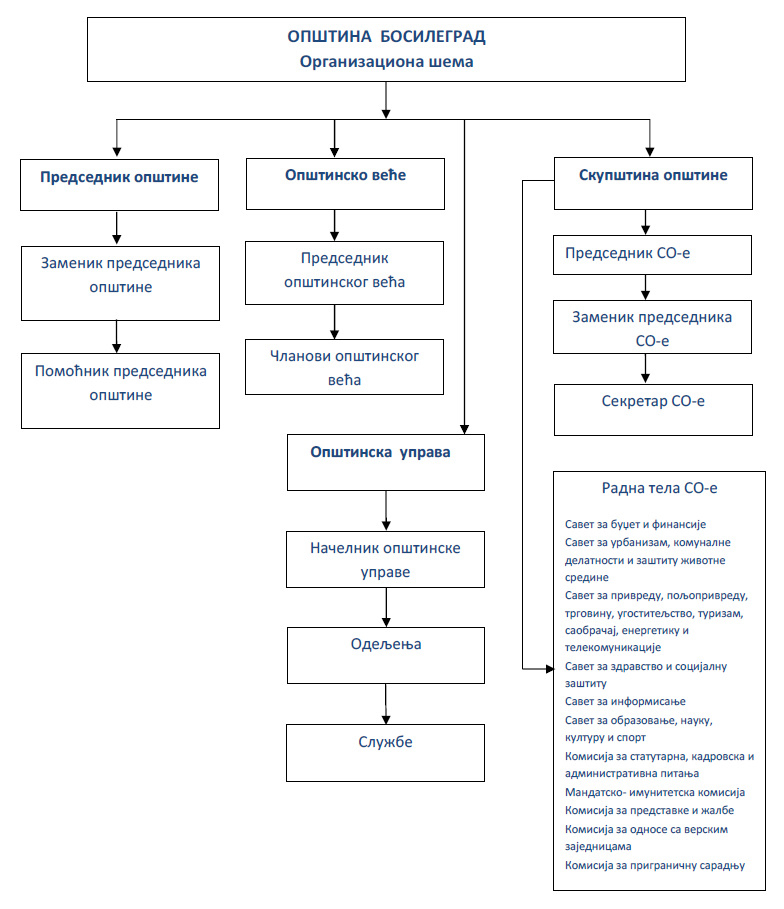 ОПШТИНА БОСИЛЕГРАД
Организациона шема
Председник општине
Заменик председника
општине
Помоћник председника
општине
Општинско веће
Председник
општинског већа
Чланови општинског
већа
Општинска управа
Начелник општинске
управе
Одељења
Службе
Скупштина општине
Председник СО-е
Заменик председника
СО-е
Секретар СО-е
Радна тела СО-е
Савет за буџет и финансије
Савет за урбанизам, комуналне
делатности и заштиту животне
средине
Савет за привреду, пољопривреду,
трговину, угоститељство, туризам,
саобрачај, енергетику и
телекомуникације
Савет за здравство и социјалну
заштиту
Савет за информисање
Савет за образовање, науку,
културу и спорт
Комисија за статутарна, кадровска и
административна питања
Мандатско- имунитетска комисија
Комисија за представке и жалбе
Комисија за односе са верским
заједницама
Комисија за приграничну сарадњу